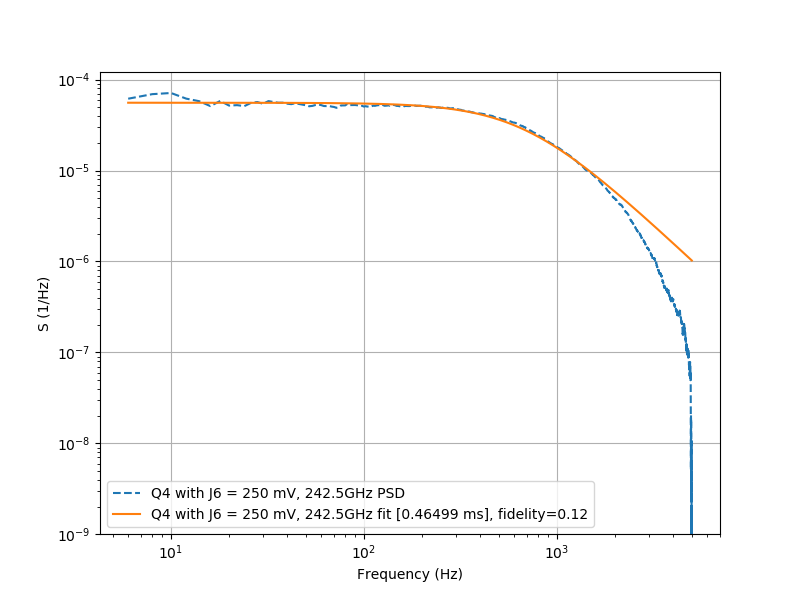 10⁻⁴
10⁻⁵
10⁻⁶
10⁻⁷
10⁻⁸
10⁻⁹
S (1/Hz)
Q4 with J6 = 250 mV, 242.5GHz PSD
Q4 with J6 = 250 mV, 242.5GHz fit [0.46499 ms], fidelity=0.12
10¹ 10² 10³
Frequency (Hz)